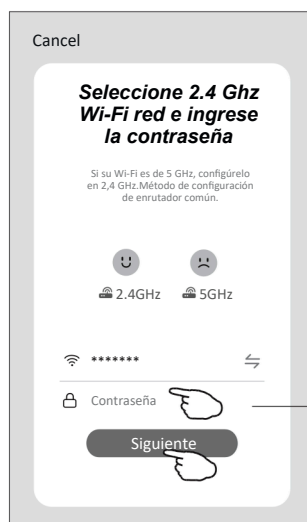 Cancel
Seleccione 2.4 Ghz
Wi-Fi red e ingrese
la contraseña
Si su Wi-Fi es de 5 GHz, configúrelo
en 2,4 GHz.Método de configuración
de enrutador común.
2.4GHz 5GHz
*******
Contraseña
Siguiente